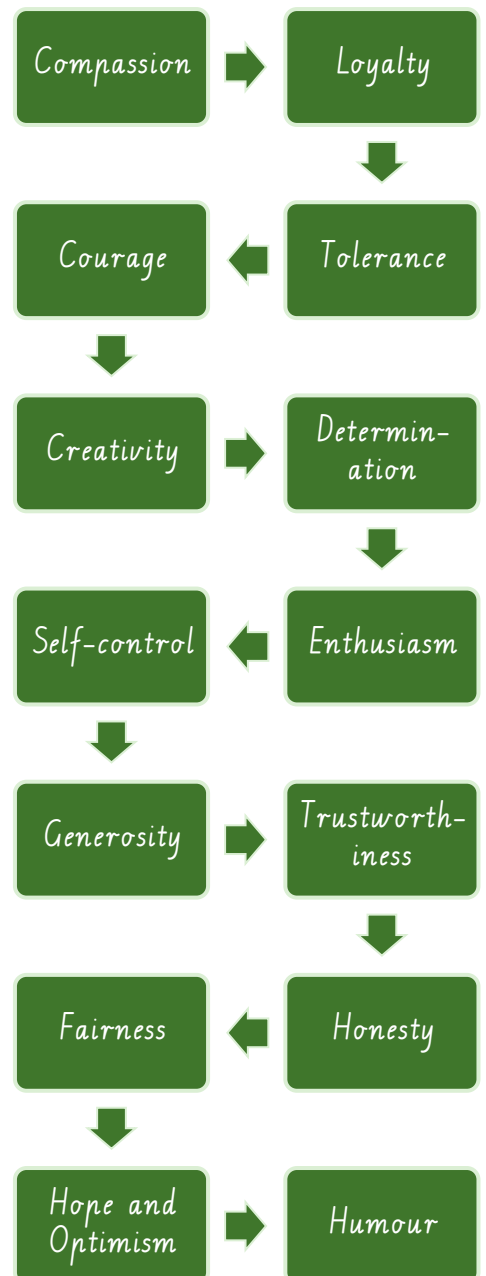 Compassion
Loyalty
Tolerance
Courage
Creativity
Determin-
ation
Enthusiasm
Self-control
Generosity
Trustworth-
iness
Honesty
Fairness
Hope and
Optimism
Humour